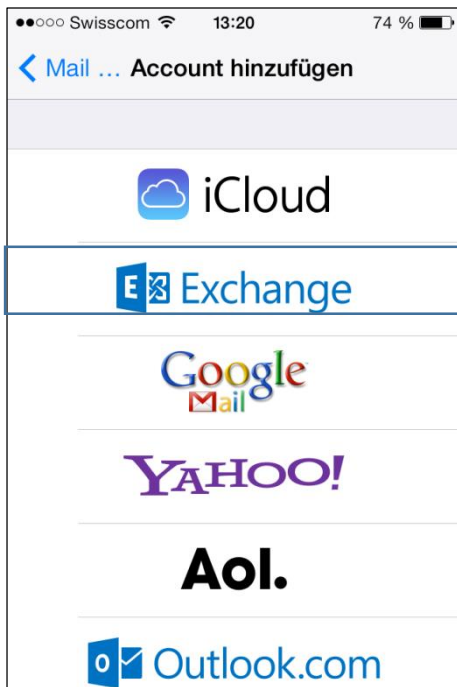 Swisscom 13:20 74 %
Mail ... Account hinzufügen
iCloud
E Exchange
Google
Mail
YAHOO!
Aol.
o Outlook.com